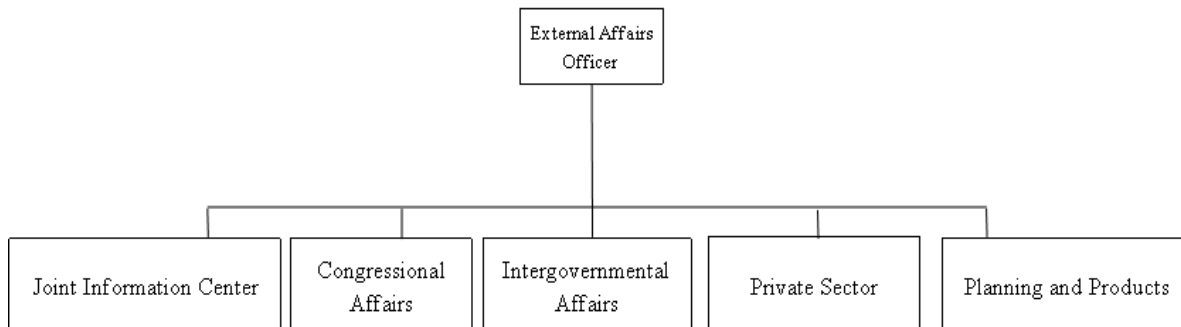 External Affairs
Officer
Joint Information Center
Congressional
Affairs
Intergovernmental
Affairs
Private Sector
Planning and Products